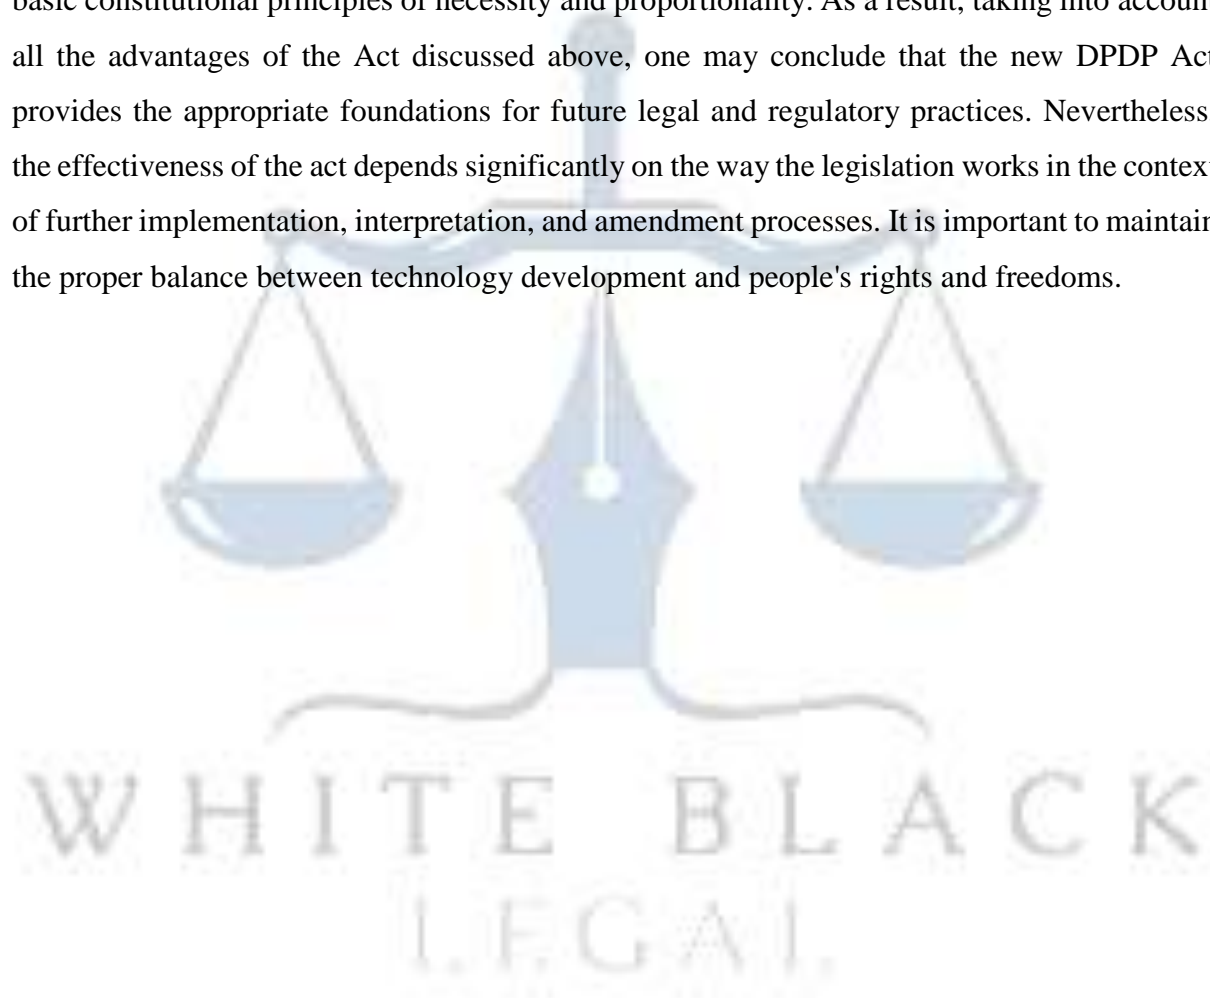 basic constitutional principles of necessity and proportionality. As a result, taking into account
all the advantages of the Act discussed above, one may conclude that the new DPDP Act
provides the appropriate foundations for future legal and regulatory practices. Nevertheless
the effectiveness of the act depends significantly on the way the legislation works in the context
of further implementation, interpretation, and amendment processes. It is important to maintain
the proper balance between technology development and people's rights and freedoms.
WHITE BLACK
LEGAL